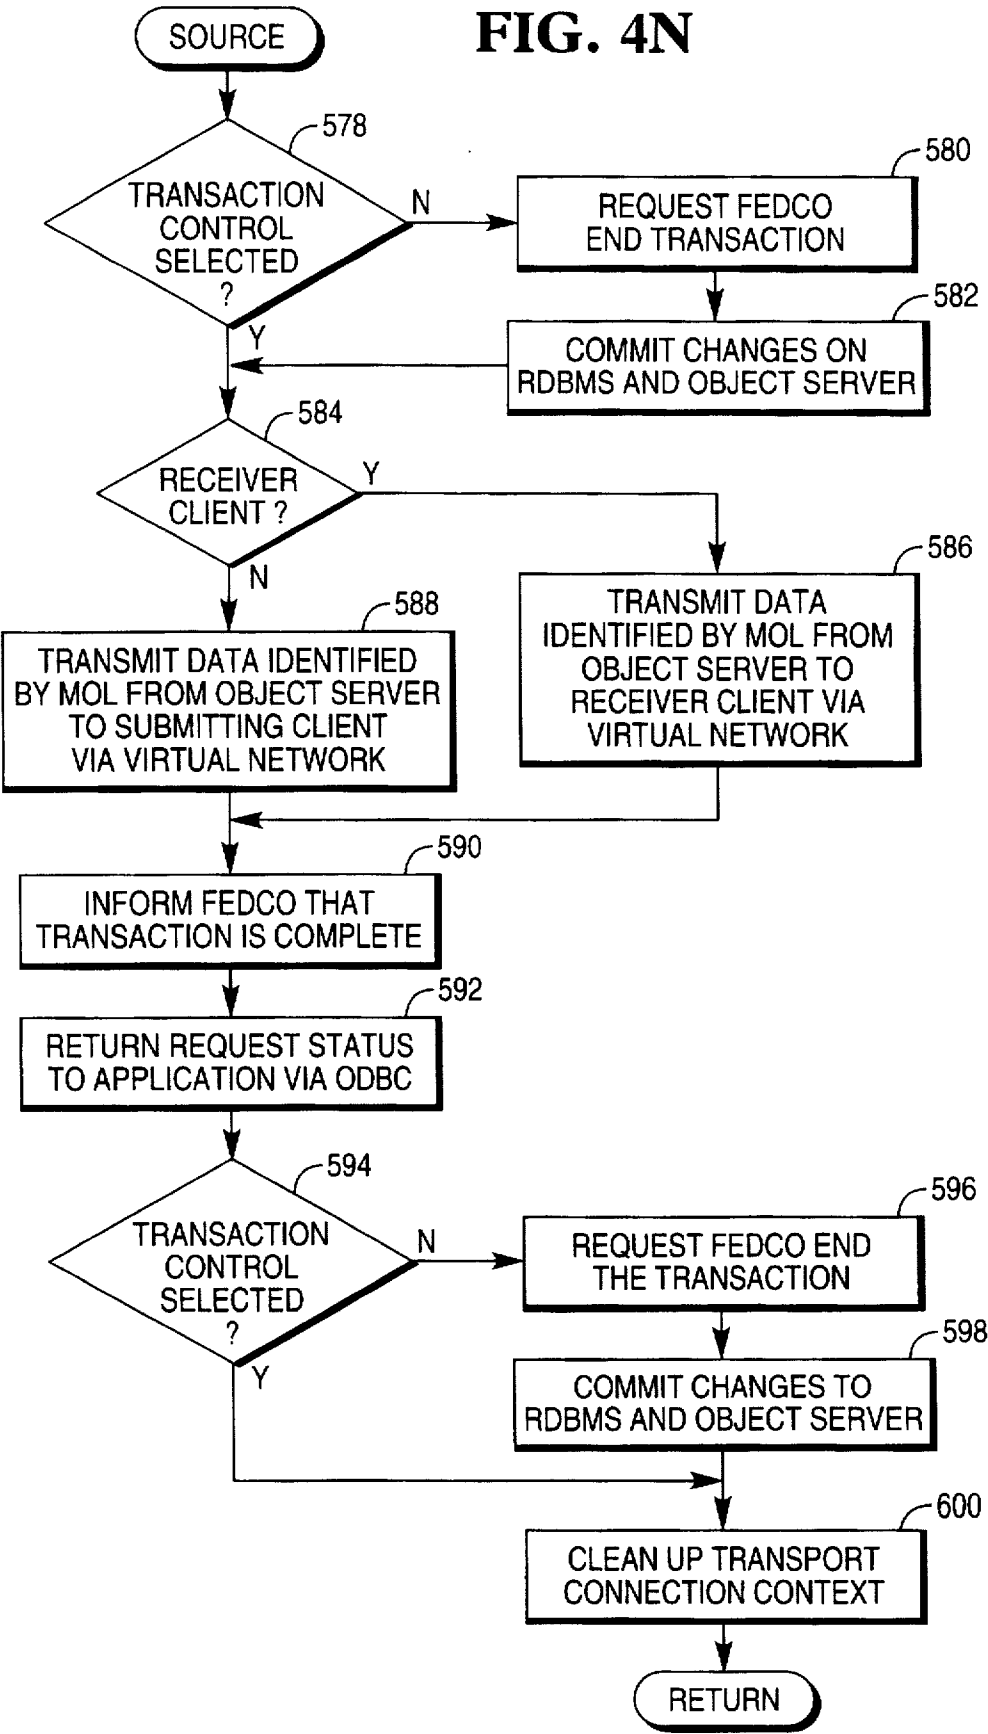 SOURCE
FIG. 4N
578
TRANSACTION
CONTROL
SELECTED
?
N
Y
580
REQUEST FEDCO
END TRANSACTION
582
COMMIT CHANGES ON
RDBMS AND OBJECT SERVER
584
RECEIVER
CLIENT ?
Y
N
586
TRANSMIT DATA
IDENTIFIED BY MOL FROM
OBJECT SERVER TO
RECEIVER CLIENT VIA
VIRTUAL NETWORK
588
TRANSMIT DATA IDENTIFIED
BY MOL FROM OBJECT SERVER
TO SUBMITTING CLIENT
VIA VIRTUAL NETWORK
590
INFORM FEDCO THAT
TRANSACTION IS COMPLETE
592
RETURN REQUEST STATUS
TO APPLICATION VIA ODBC
594
TRANSACTION
CONTROL
SELECTED
?
N
Y
596
REQUEST FEDCO END
THE TRANSACTION
598
COMMIT CHANGES TO
RDBMS AND OBJECT SERVER
600
CLEAN UP TRANSPORT
CONNECTION CONTEXT
RETURN